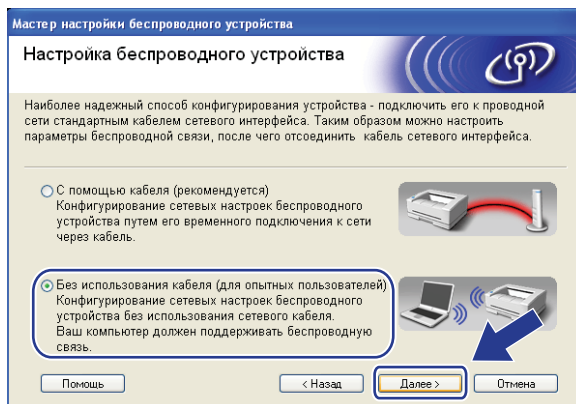 Мастер настройки беспроводного устройства
Настройка беспроводного устройства
Наиболее надежный способ конфигурирования устройства - подключить его к проводной
сети стандартным кабелем сетевого интерфейса. Таким образом можно настроить
параметры беспроводной связи, после чего отсоединить кабель сетевого интерфейса.
С помощью кабеля (рекомендуется)
Конфигурирование сетевых настроек беспроводного
устройства путем его временного подключения к сети
через кабель.
Без использования кабеля (для опытных пользователей)
Конфигурирование сетевых настроек беспроводного
устройства без использования сетевого кабеля.
Ваш компьютер должен поддерживать беспроводную
связь.
Помощь
< Назад
Далее >
Отмена